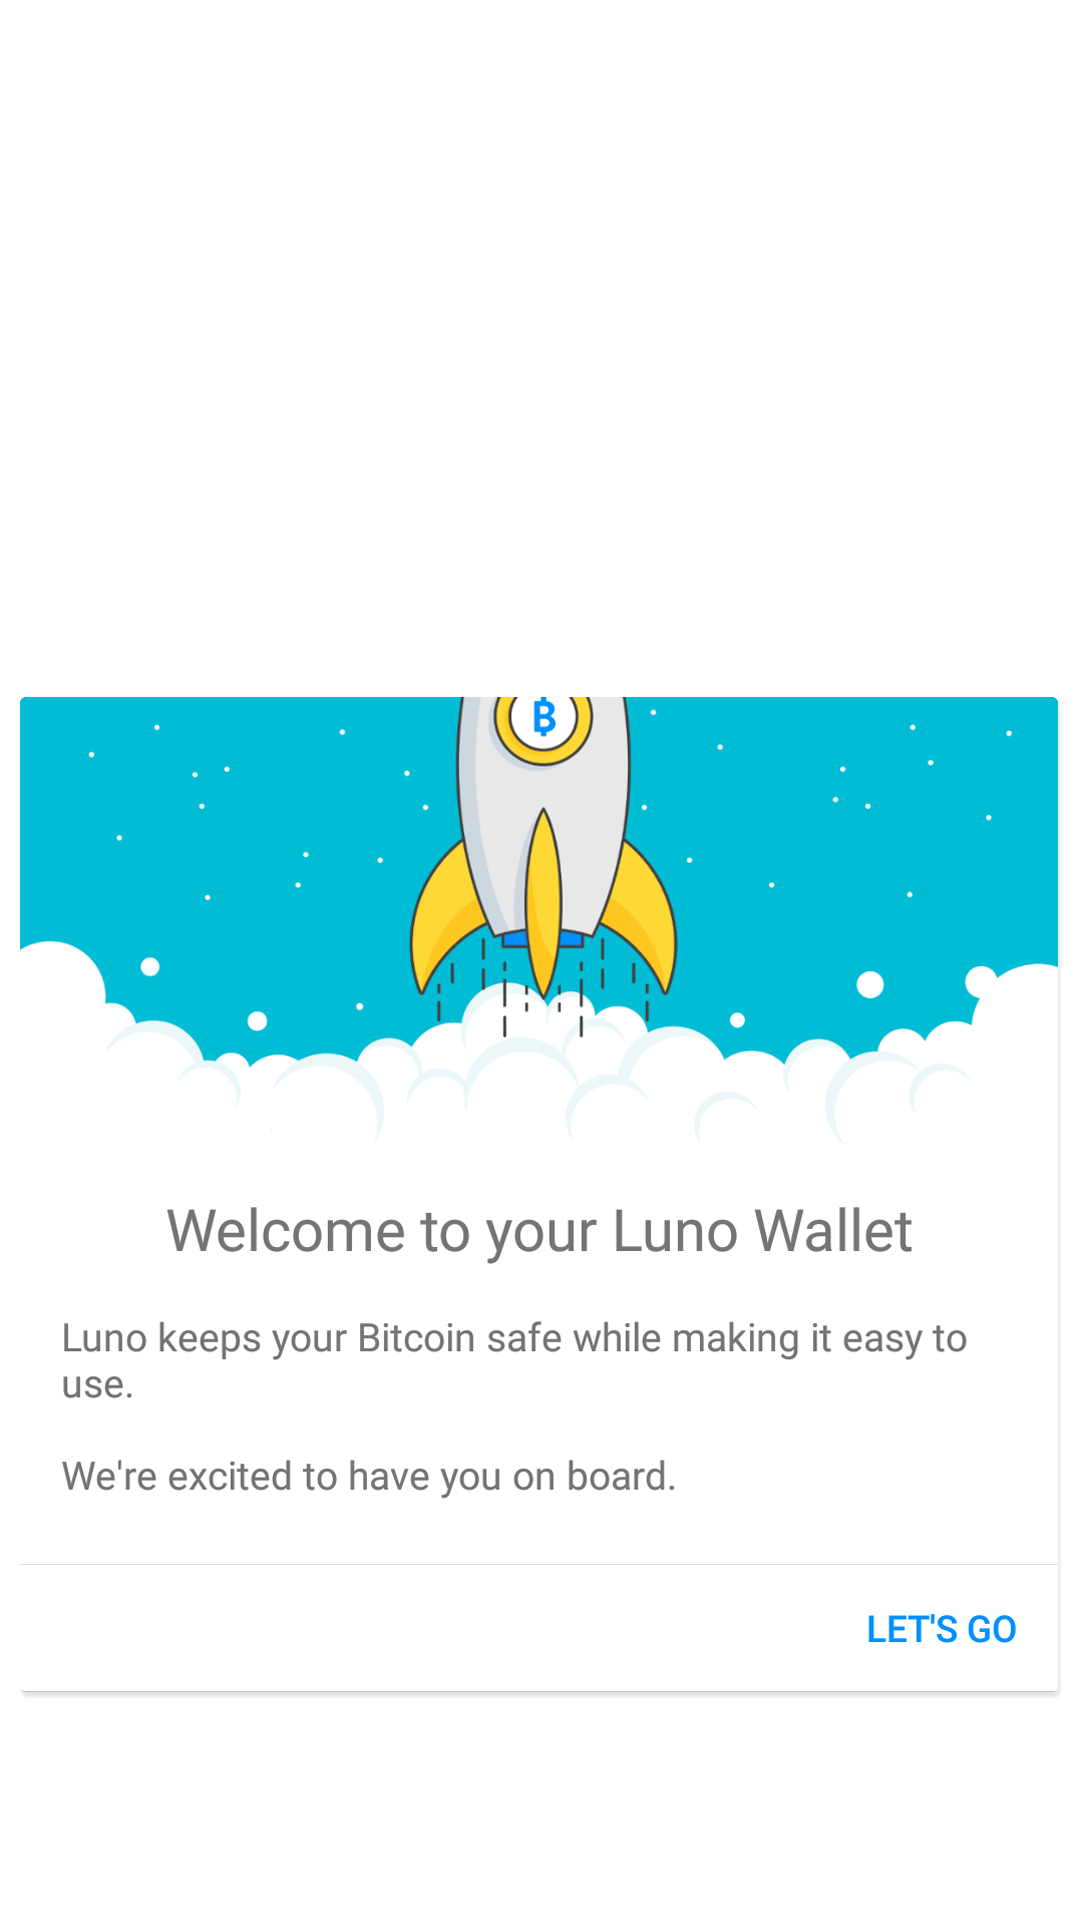 Welcome to your Luno Wallet
Luno keeps your Bitcoin safe while making it easy to
use.
We're excited to have you on board.
LET'S GO